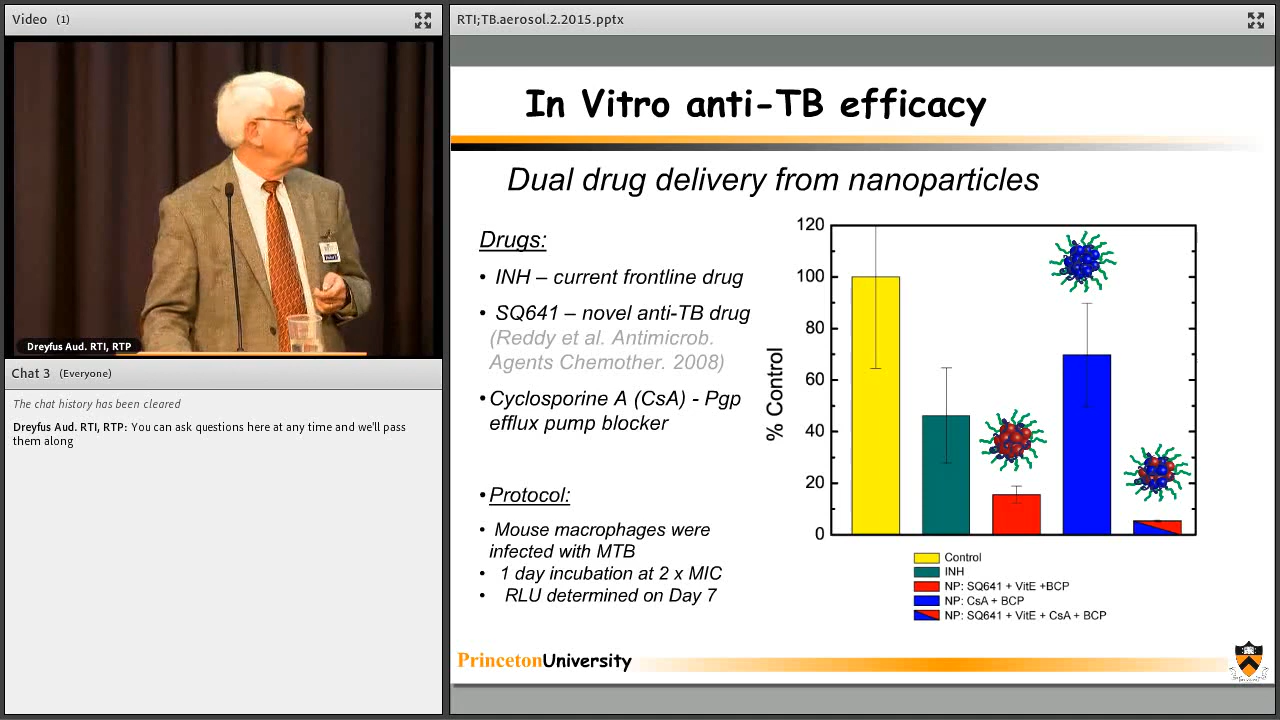 Video (1)
Dreyfus Aud. RTI, RTP
Chat 3 (Everyone)
The chat history has been cleared
Dreyfus Aud. RTI, RTP: You can ask questions here at any time and we'll pass
them along
RTI;TB.aerosol.2.2015.pptx
In Vitro anti-TB efficacy
Dual drug delivery from nanoparticles
Drugs:
• INH – current frontline drug
• SQ641 – novel anti-TB drug
(Reddy et al. Antimicrob.
Agents Chemother. 2008)
• Cyclosporine A (CsA) - Pgp
efflux pump blocker
• Protocol:
• Mouse macrophages were
infected with MTB
• 1 day incubation at 2 x MIC
• RLU determined on Day 7
% Control
120
100
80
60
40
20
0
Control
INH
NP: SQ641 + VitE +BCP
NP: CsA + BCP
NP: SQ641 + VitE + CsA + BCP
PrincetonUniversity